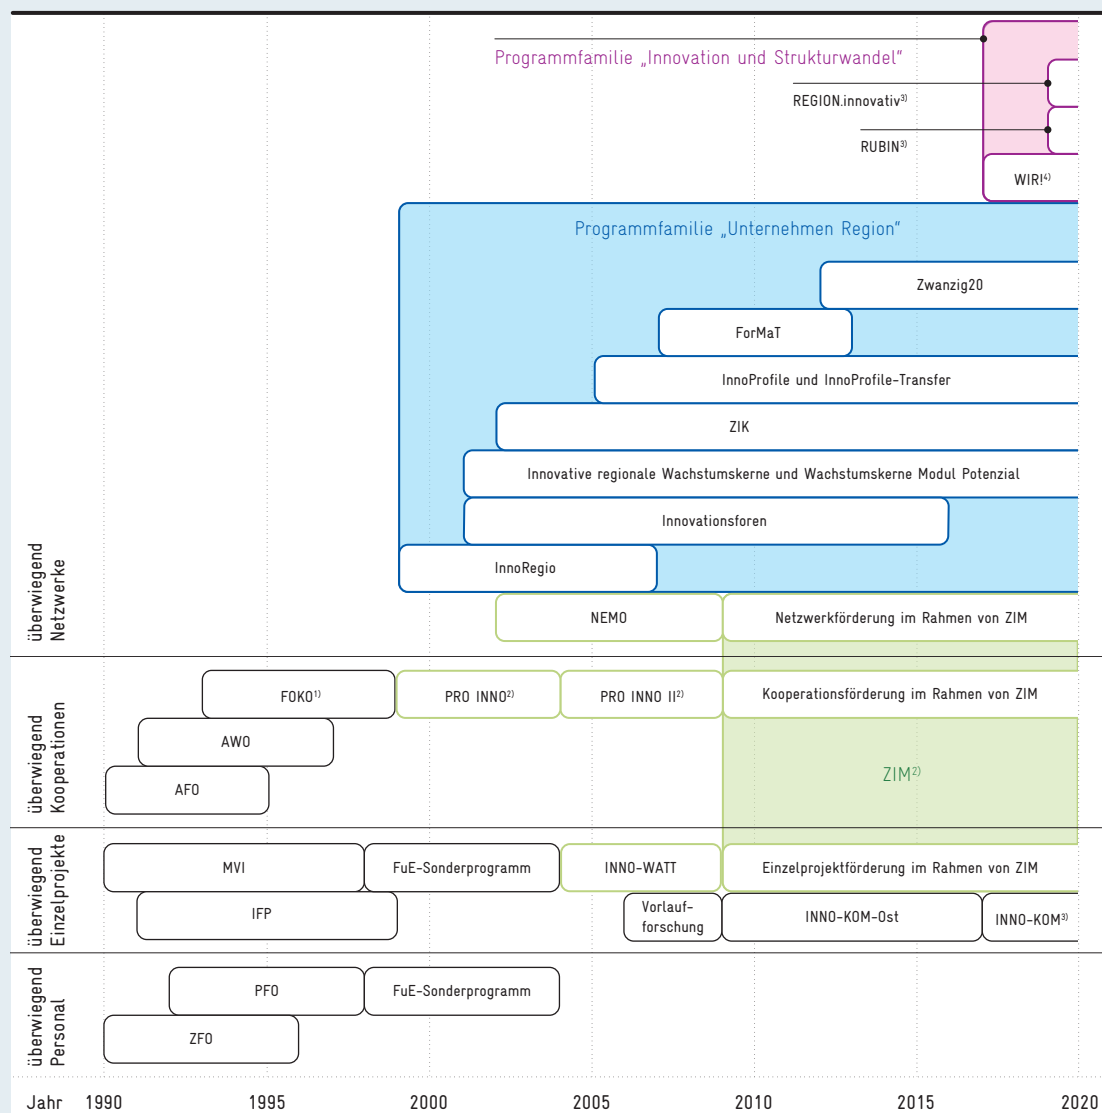 Programmfamilie „Innovation und Strukturwandel“
REGION.innovativ³⁾
RUBIN³⁾
WIR!⁴⁾
Programmfamilie „Unternehmen Region“
Zwanzig20
ForMaT
InnoProfile und InnoProfile-Transfer
ZIK
Innovative regionale Wachstumskerne und Wachstumskerne Modul Potenzial
Innovationsforen
InnoRegio
überwiegend
Netzwerke
NEMO
Netzwerkförderung im Rahmen von ZIM
überwiegend
Kooperationen
FOKO¹⁾
PRO INNO²⁾
PRO INNO II²⁾
Kooperationsförderung im Rahmen von ZIM
AWO
AFO
ZIM²⁾
überwiegend
Einzelprojekte
MVI
FuE-Sonderprogramm
INNO-WATT
Einzelprojektförderung im Rahmen von ZIM
IFP
Vorlauf-
forschung
INNO-KOM-Ost
INNO-KOM³⁾
überwiegend
Personal
PFO
FuE-Sonderprogramm
ZFO
Jahr 1990 1995 2000 2005 2010 2015 2020